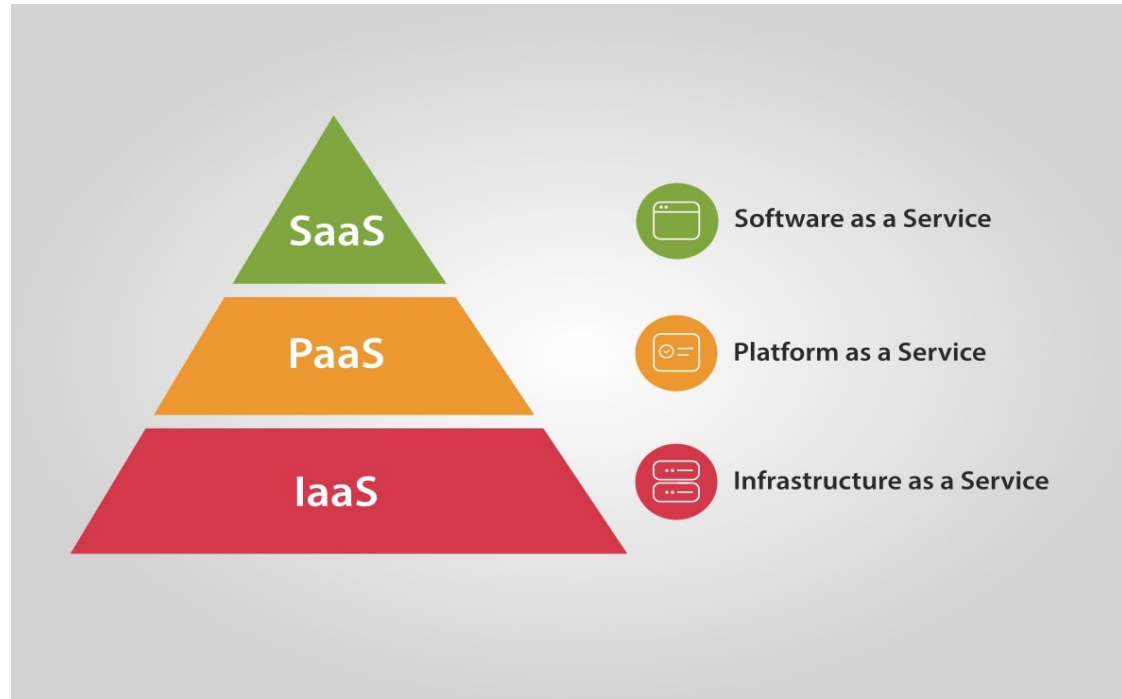 SaaS
Software as a Service
PaaS
Platform as a Service
IaaS
Infrastructure as a Service